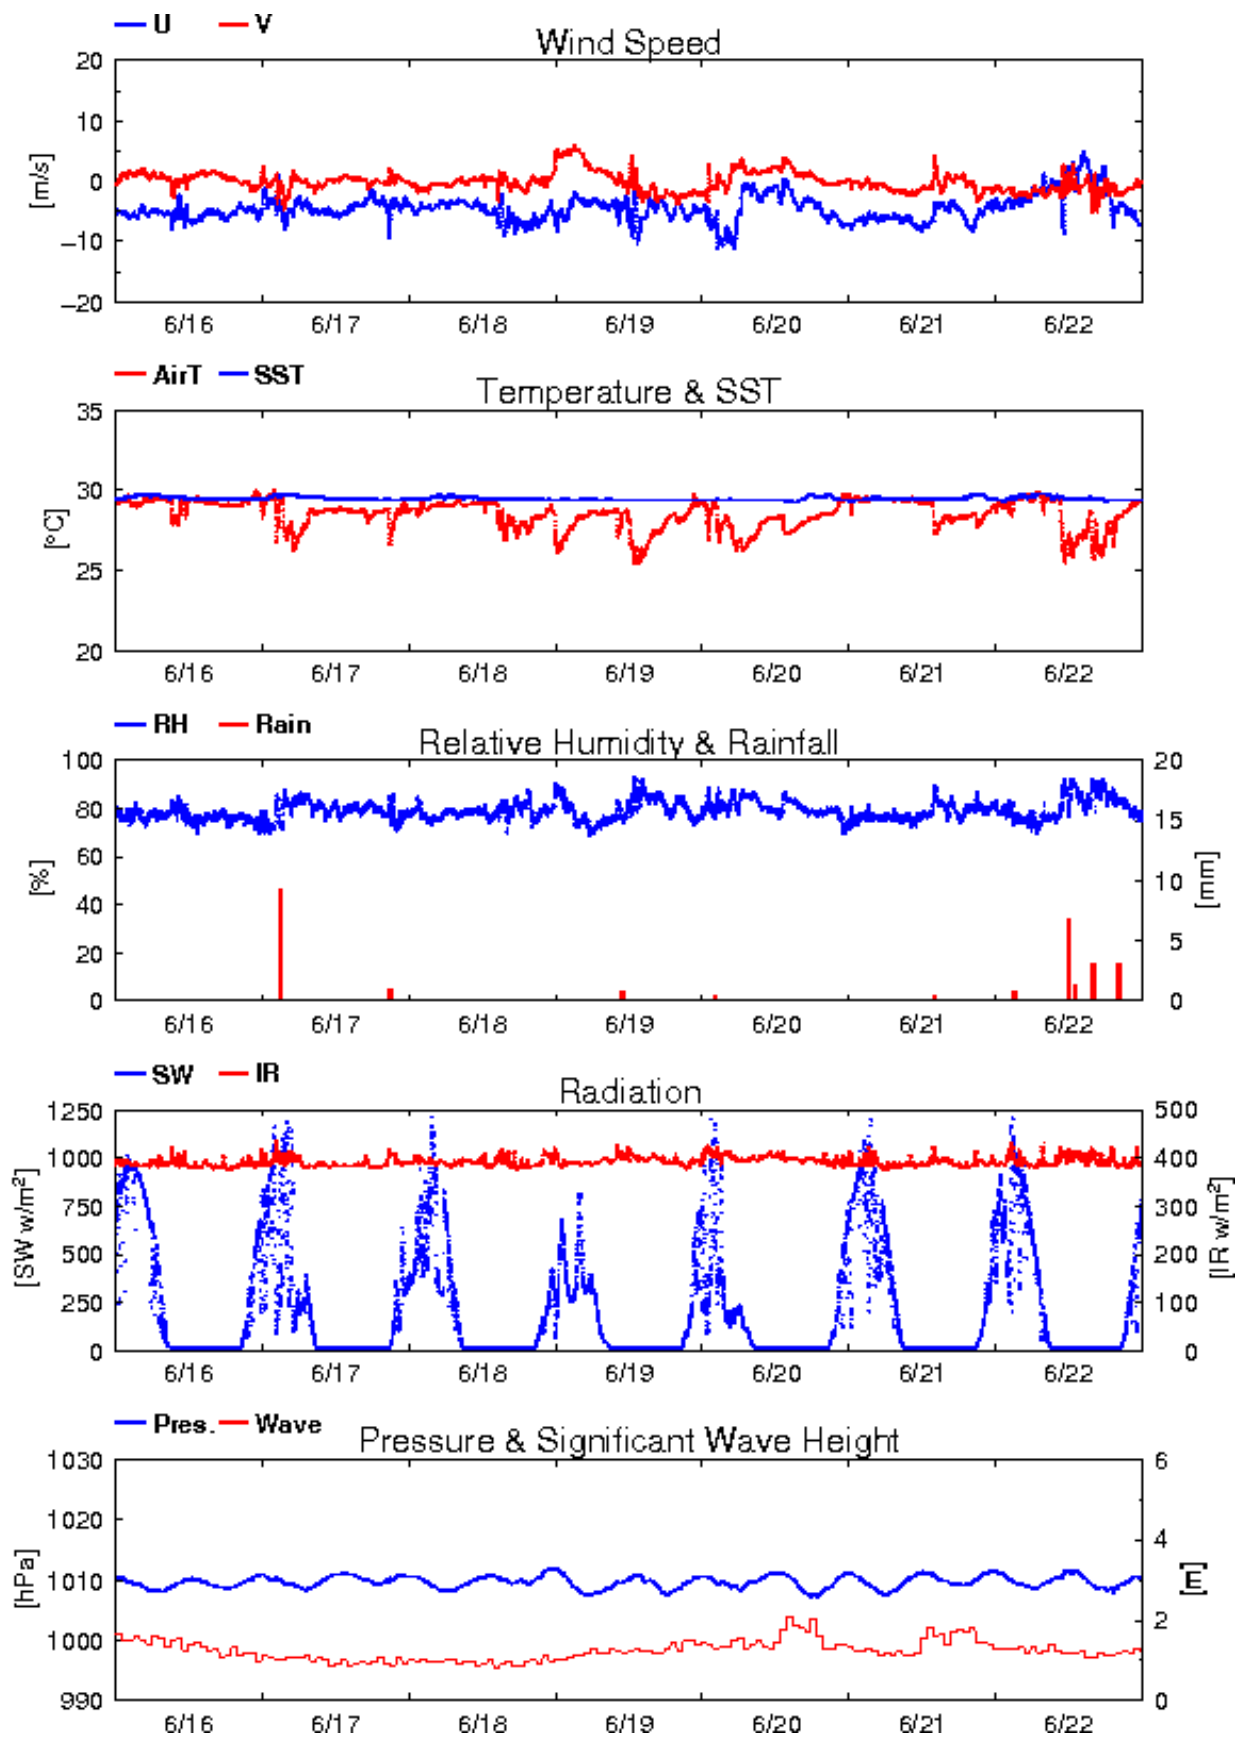 U V
Wind Speed
20
10
0
−10
−20
[m/s]
6/16 6/17 6/18 6/19 6/20 6/21 6/22
AirT SST
Temperature & SST
35
30
25
20
[°C]
6/16 6/17 6/18 6/19 6/20 6/21 6/22
RH Rain
Relative Humidity & Rainfall
100 20
80
15
60
[%] [mm]
40 10
20 5
0 0
6/16 6/17 6/18 6/19 6/20 6/21 6/22
SW IR
Radiation
1250 500
1000 400
750 300
500 200
250 100
0 0
[SW w/m²] [IR w/m²]
6/16 6/17 6/18 6/19 6/20 6/21 6/22
Pres. Wave
Pressure & Significant Wave Height
1030 6
1020
4
1010
[hPa] [m]
1000 2
990 0
6/16 6/17 6/18 6/19 6/20 6/21 6/22